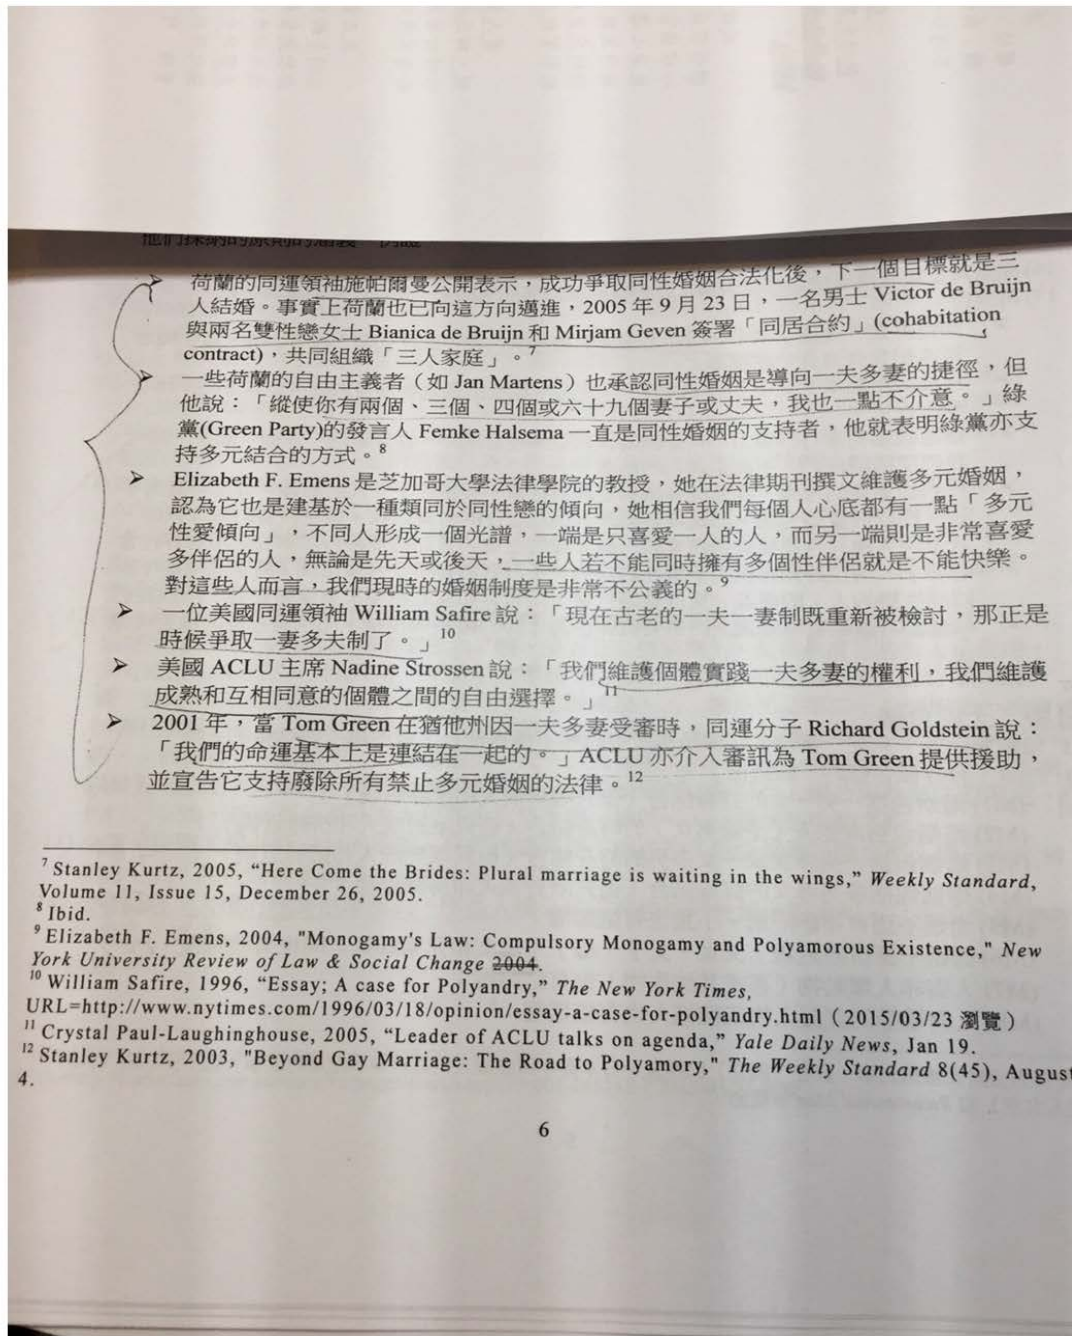 荷蘭的同運領袖施帕爾曼公開表示，成功爭取同性婚姻合法化後，下一個目標就是三
人結婚。事實上荷蘭也已向這方向邁進，2005 年 9 月 23 日，一名男士 Victor de Bruijn
與兩名雙性戀女士 Bianica de Bruijn 和 Mirjam Geven 簽署「同居合約」(cohabitation
contract)，共同組織「三人家庭」。7
一些荷蘭的自由主義者（如 Jan Martens）也承認同性婚姻是導向一夫多妻的捷徑，但
他說：「縱使你有兩個、三個、四個或六十九個妻子或丈夫，我也一點不介意。」綠
黨(Green Party)的發言人 Femke Halsema 一直是同性婚姻的支持者，他就表明綠黨亦支
持多元結合的方式。8
Elizabeth F. Emens 是芝加哥大學法律學院的教授，她在法律期刊撰文維護多元婚姻，
認為它也是建基於一種類同於同性戀的傾向，她相信我們每個人心底都有一點「多元
性愛傾向」，不同人形成一個光譜，一端是只喜愛一人的人，而另一端則是非常喜愛
多伴侶的人，無論是先天或後天，一些人若不能同時擁有多個性伴侶就是不能快樂。
對這些人而言，我們現時的婚姻制度是非常不公義的。9
一位美國同運領袖 William Safire 說：「現在古老的一夫一妻制既重新被檢討，那正是
時候爭取一妻多夫制了。」10
美國 ACLU 主席 Nadine Strossen 說：「我們維護個體實踐一夫多妻的權利，我們維護
成熟和互相同意的個體之間的自由選擇。」11
2001 年，當 Tom Green 在猶他州因一夫多妻受審時，同運分子 Richard Goldstein 說：
「我們的命運基本上是連結在一起的。」ACLU 亦介入審訊為 Tom Green 提供援助，
並宣告它支持廢除所有禁止多元婚姻的法律。12
7 Stanley Kurtz, 2005, “Here Come the Brides: Plural marriage is waiting in the wings,” Weekly Standard,
Volume 11, Issue 15, December 26, 2005.
8 Ibid.
9 Elizabeth F. Emens, 2004, "Monogamy's Law: Compulsory Monogamy and Polyamorous Existence," New
York University Review of Law & Social Change 2004.
10 William Safire, 1996, “Essay; A case for Polyandry,” The New York Times,
URL=http://www.nytimes.com/1996/03/18/opinion/essay-a-case-for-polyandry.html（2015/03/23 瀏覽）
11 Crystal Paul-Laughinghouse, 2005, “Leader of ACLU talks on agenda,” Yale Daily News, Jan 19.
12 Stanley Kurtz, 2003, "Beyond Gay Marriage: The Road to Polyamory," The Weekly Standard 8(45), August
4.
6